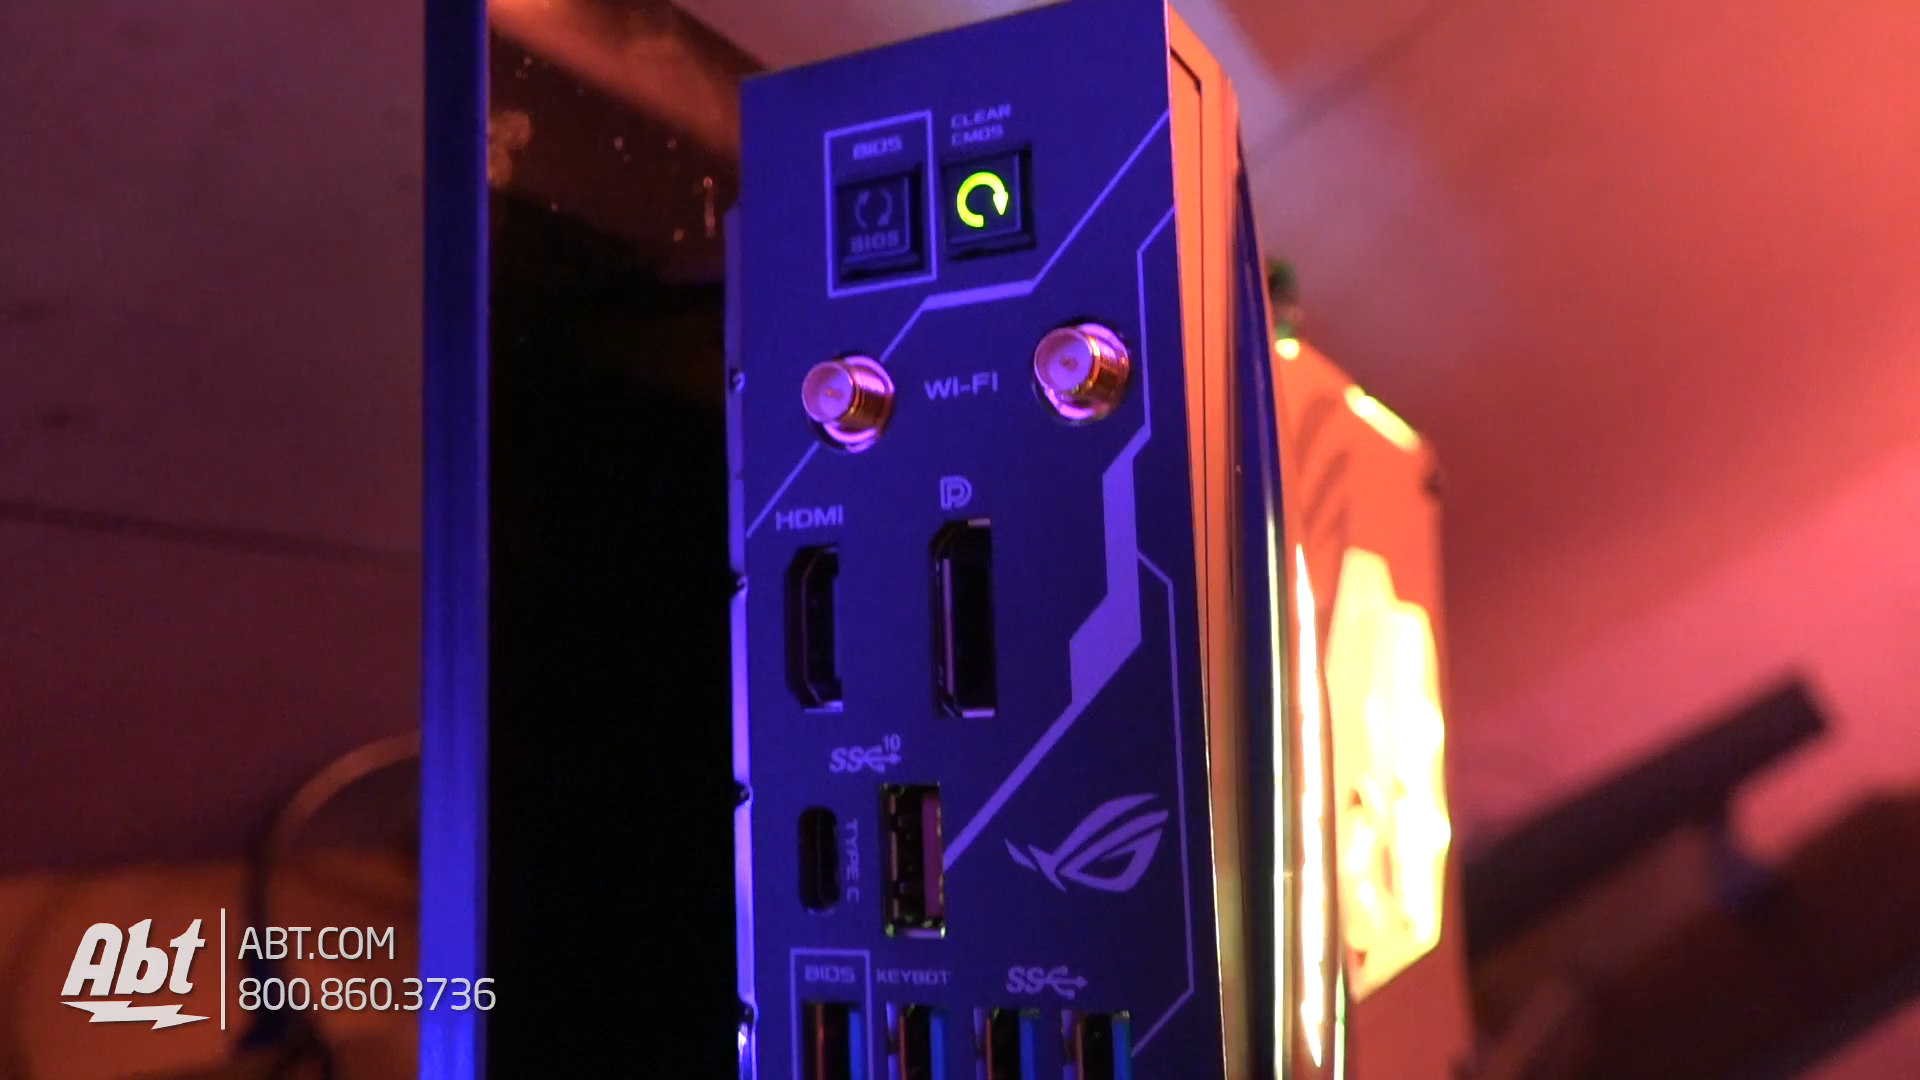 BIOS
CLEAR
CMOS
BIOS
WI-FI
HDMI
SS 10
TYPE C
BIOS
KEYBOT
SS
Abt
ABT.COM
800.860.3736